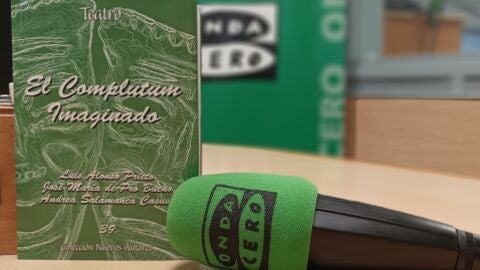 Teatro
El Complutum
Imaginado
Luis Alonso Prieto
José María de Pro Bueno
Andrea Salamanca Casas
39
Colección Nuevos Autores
ONDA
CERO
CERO
ONDA
CERO